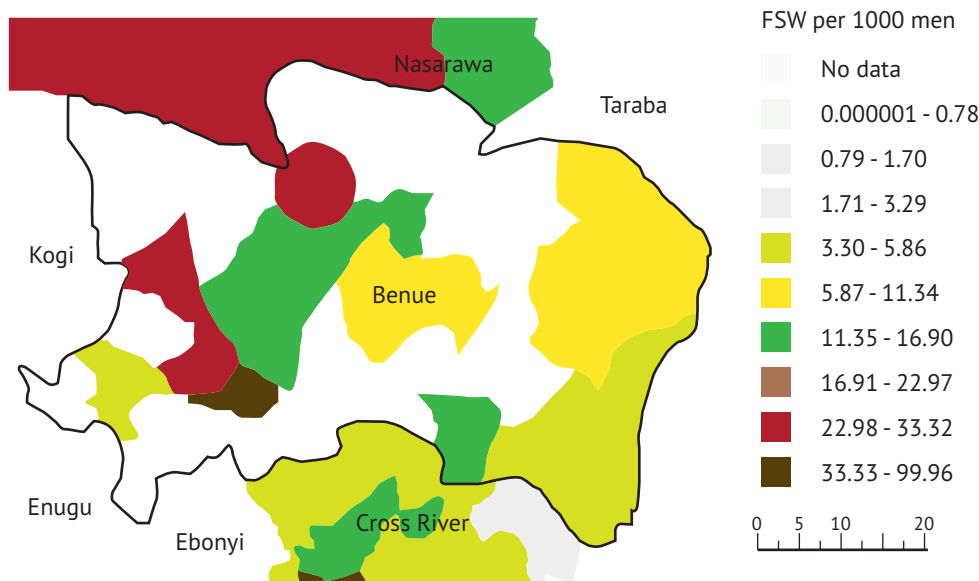 FSW per 1000 men
No data
0.000001 - 0.78
0.79 - 1.70
1.71 - 3.29
3.30 - 5.86
5.87 - 11.34
11.35 - 16.90
16.91 - 22.97
22.98 - 33.32
33.33 - 99.96
0 5 10 20
Nasarawa
Taraba
Kogi
Benue
Enugu
Ebonyi
Cross River